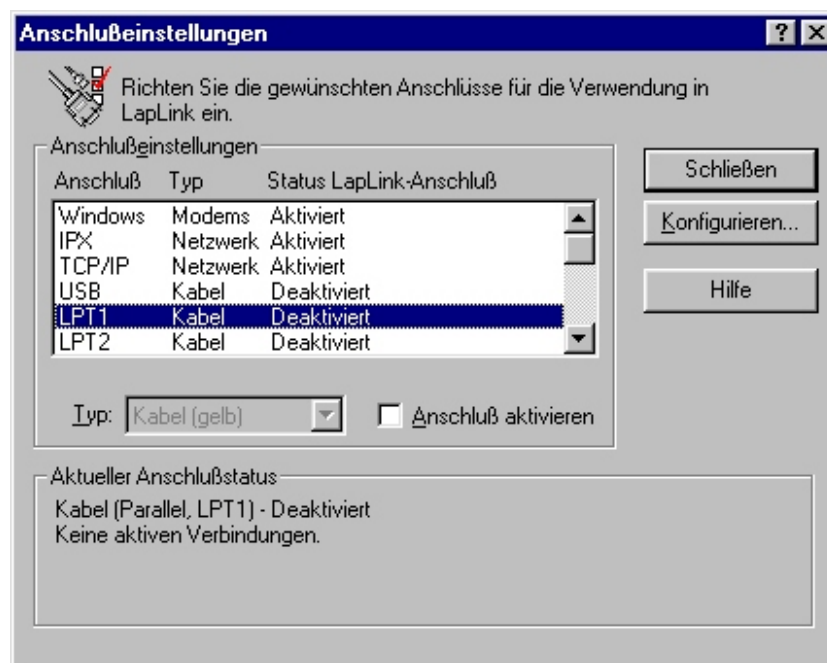 Anschlußeinstellungen
Richten Sie die gewünschten Anschlüsse für die Verwendung in
LapLink ein.
Anschlußeinstellungen
Anschluß Typ Status LapLink-Anschluß
Windows Modems Aktiviert
IPX Netzwerk Aktiviert
TCP/IP Netzwerk Aktiviert
USB Kabel Deaktiviert
LPT1 Kabel Deaktiviert
LPT2 Kabel Deaktiviert
Typ: Kabel (gelb) Anschluß aktivieren
Schließen
Konfigurieren...
Hilfe
Aktueller Anschlußstatus
Kabel (Parallel, LPT1) - Deaktiviert
Keine aktiven Verbindungen.